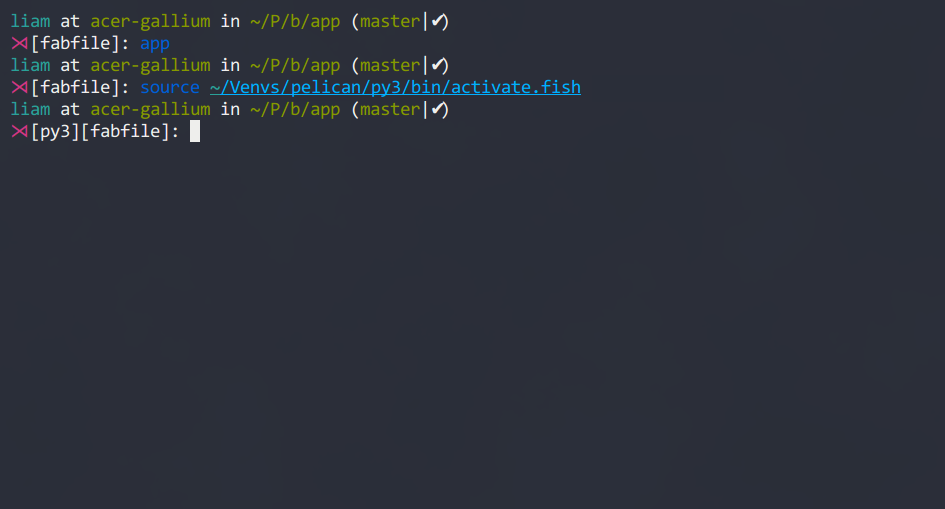 liam at acer-gallium in ~/P/b/app (master|✔)
⋊[fabfile]: app
liam at acer-gallium in ~/P/b/app (master|✔)
⋊[fabfile]: source ~/Venvs/pelican/py3/bin/activate.fish
liam at acer-gallium in ~/P/b/app (master|✔)
⋊[py3][fabfile]: